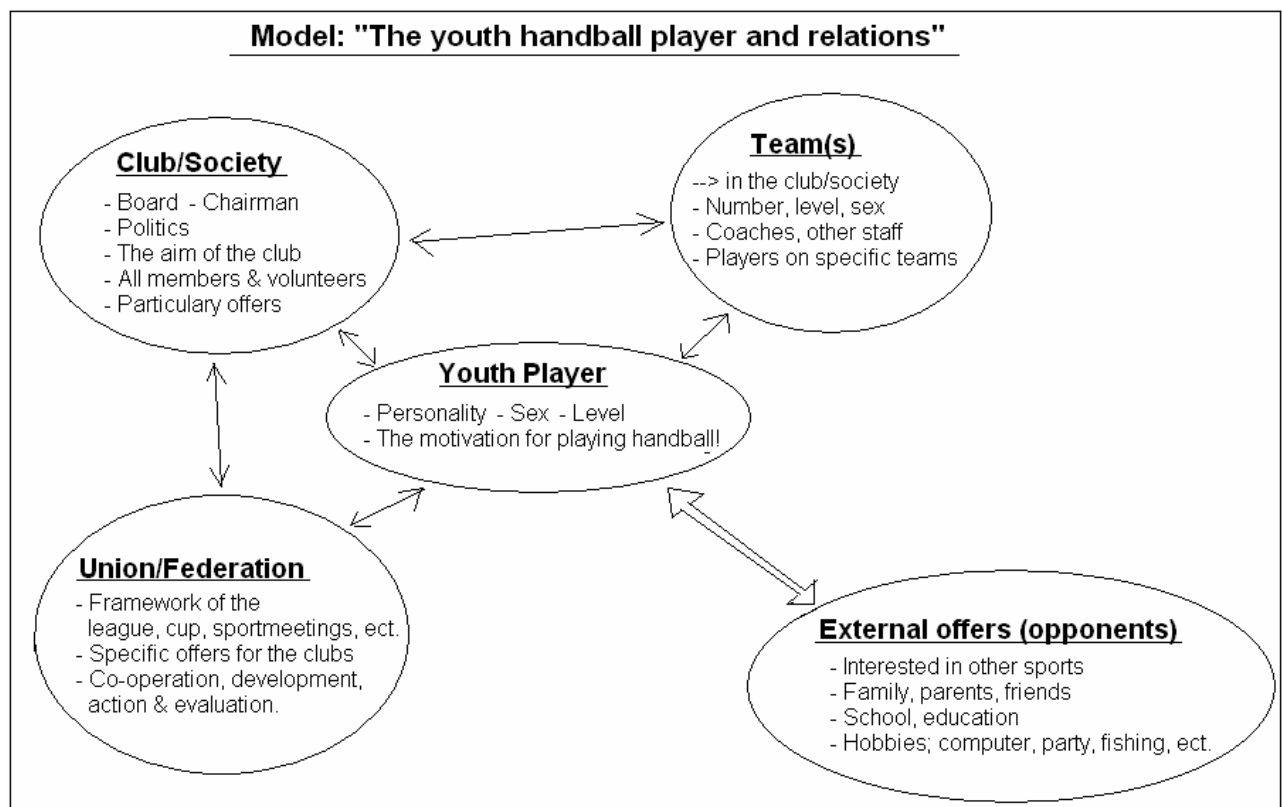 Model: "The youth handball player and relations"
Club/Society
- Board - Chairman
- Politics
- The aim of the club
- All members & volunteers
- Particulary offers
Team(s)
--> in the club/society
- Number, level, sex
- Coaches, other staff
- Players on specific teams
Youth Player
- Personality - Sex - Level
- The motivation for playing handball!
Union/Federation
- Framework of the
league, cup, sportmeetings, ect.
- Specific offers for the clubs
- Co-operation, development,
action & evaluation.
External offers (opponents)
- Interested in other sports
- Family, parents, friends
- School, education
- Hobbies; computer, party, fishing, ect.